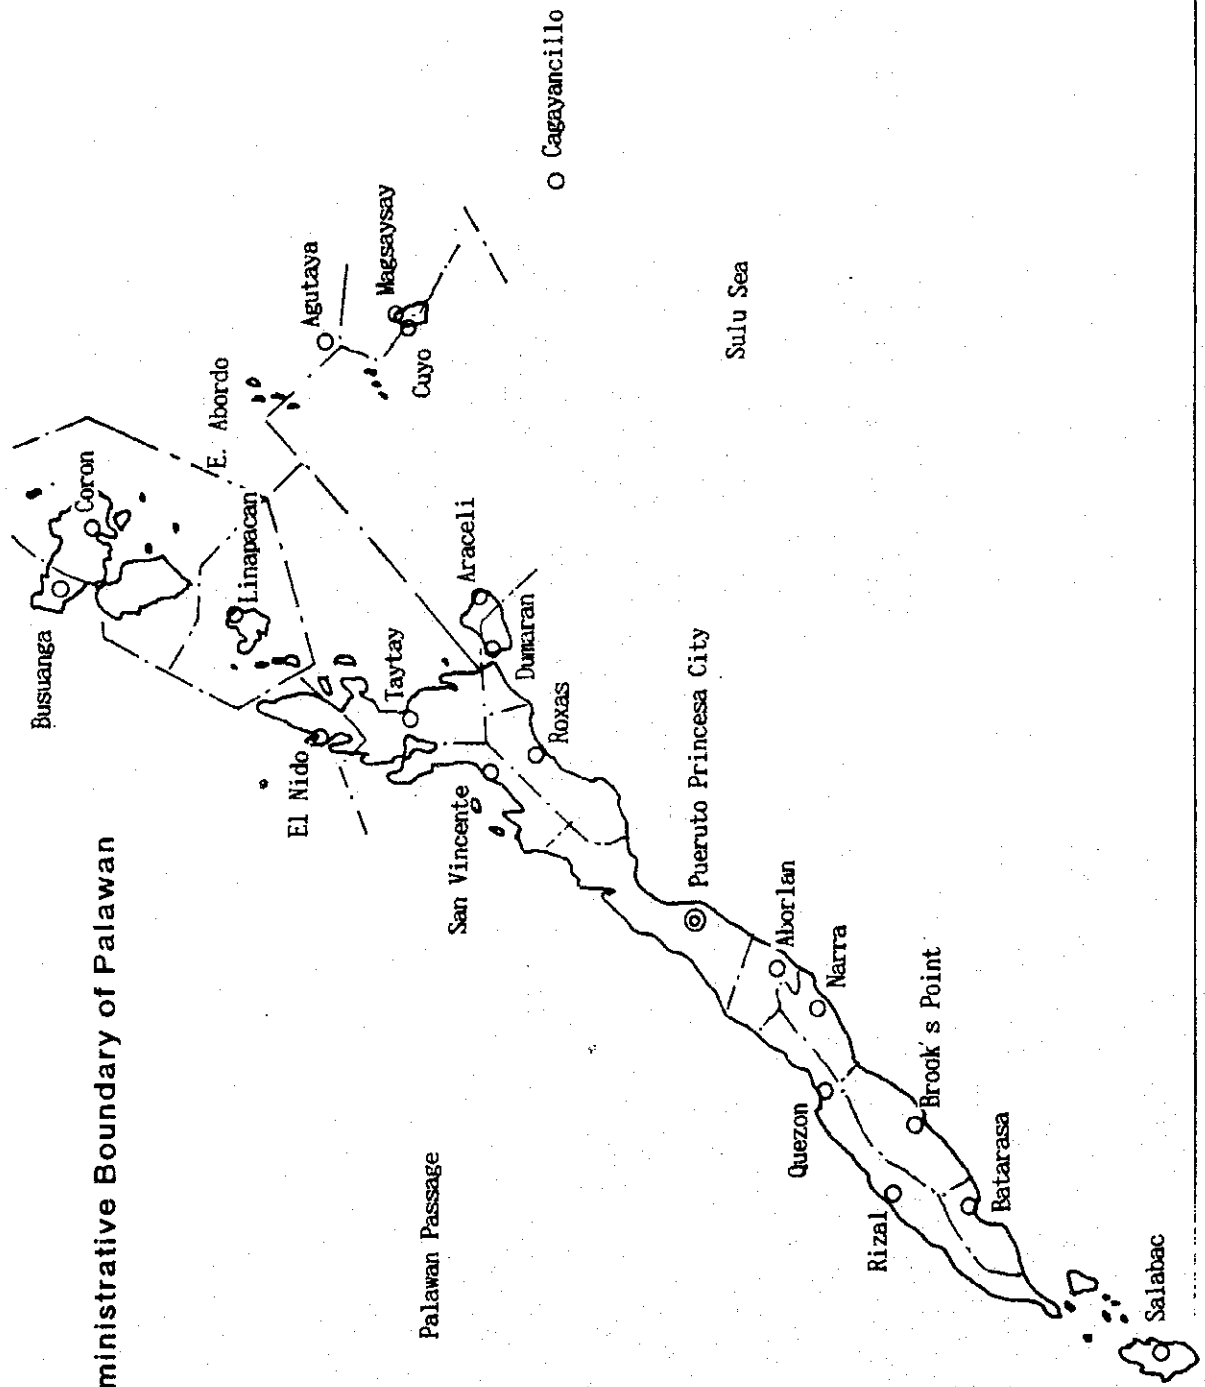 ministrative Boundary of Palawan
Busuanga
Coron
Linapacan
E. Abordo
Agutaya
Magsaysay
Cuyo
Cagayancillo
El Nido
Taytay
Araceli
Dumaran
San Vincente
Roxas
Palawan Passage
Pueruto Princesa City
Sulu Sea
Aborlan
Narra
Quezon
Brook's Point
Rizal
Batarasa
Salabac